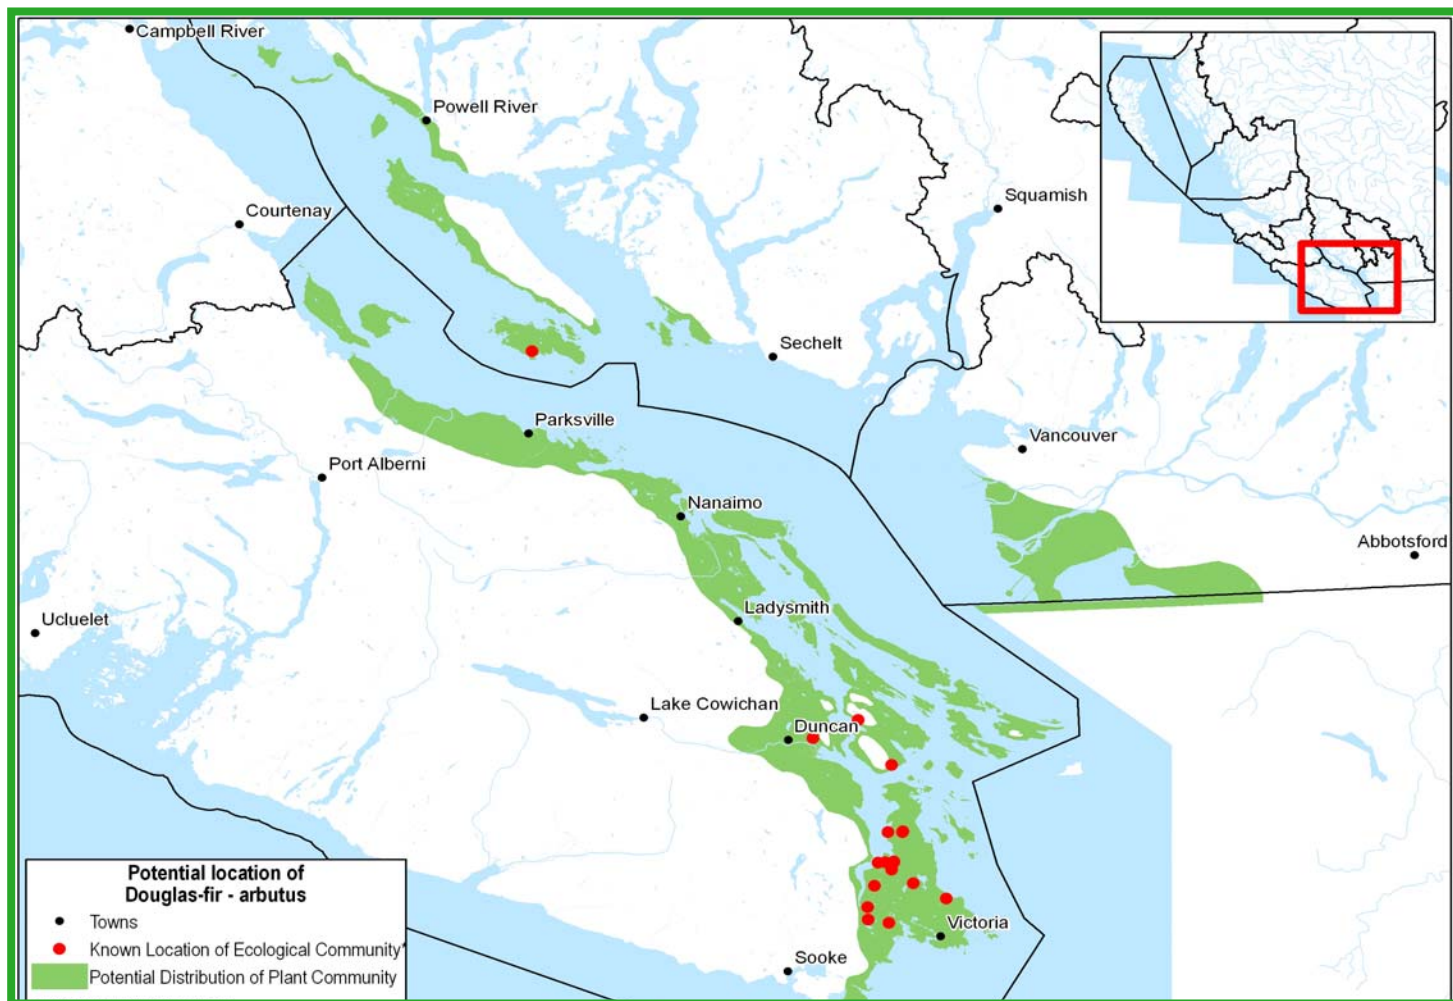 Campbell River
Powell River
Courtenay
Squamish
Sechelt
Parksville
Vancouver
Port Alberni
Nanaimo
Abbotsford
Ladysmith
Ucluelet
Lake Cowichan
Duncan
Victoria
Sooke
Potential location of
Douglas-fir - arbutus
Towns
Known Location of Ecological Community*
Potential Distribution of Plant Community